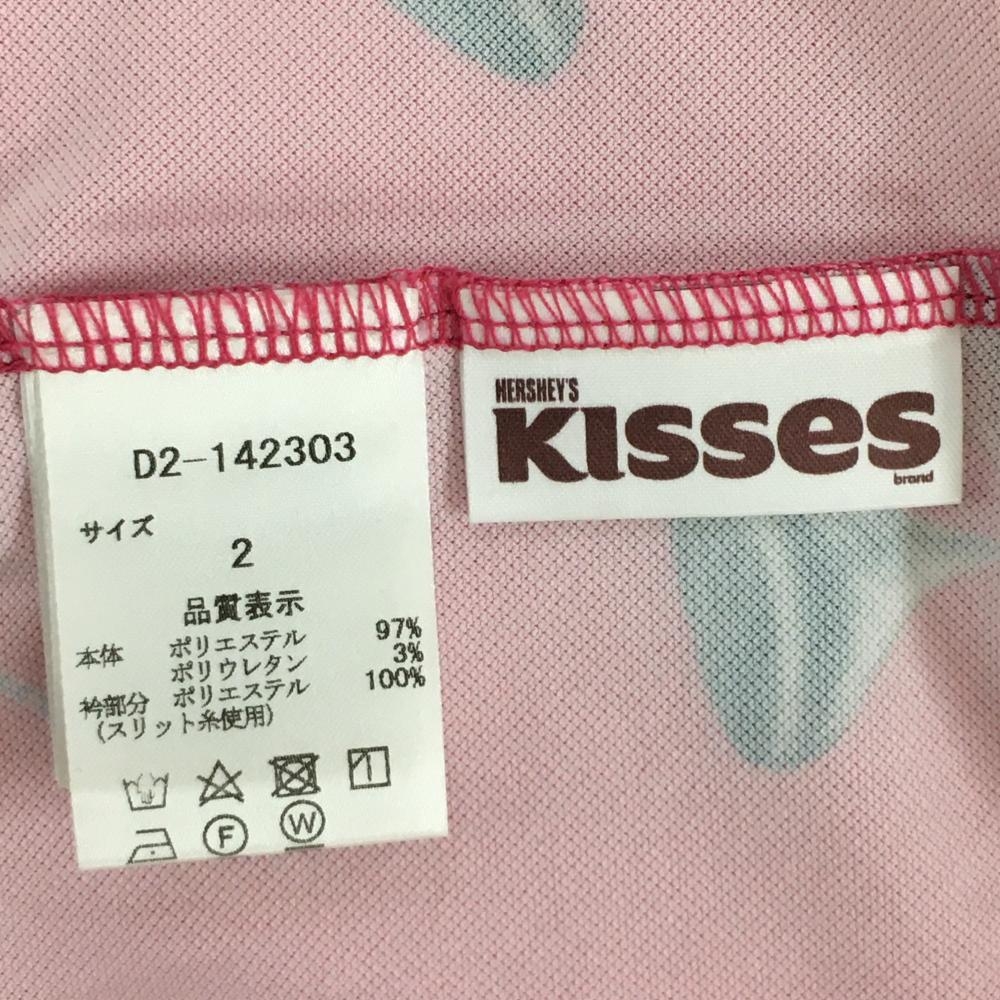 D2-142303
サイズ
2
品質表示
本体 ポリエステル 97%
ポリウレタン 3%
衿部分 ポリエステル 100%
(スリット糸使用)
F
W
HERSHEY'S
KISSES
brand